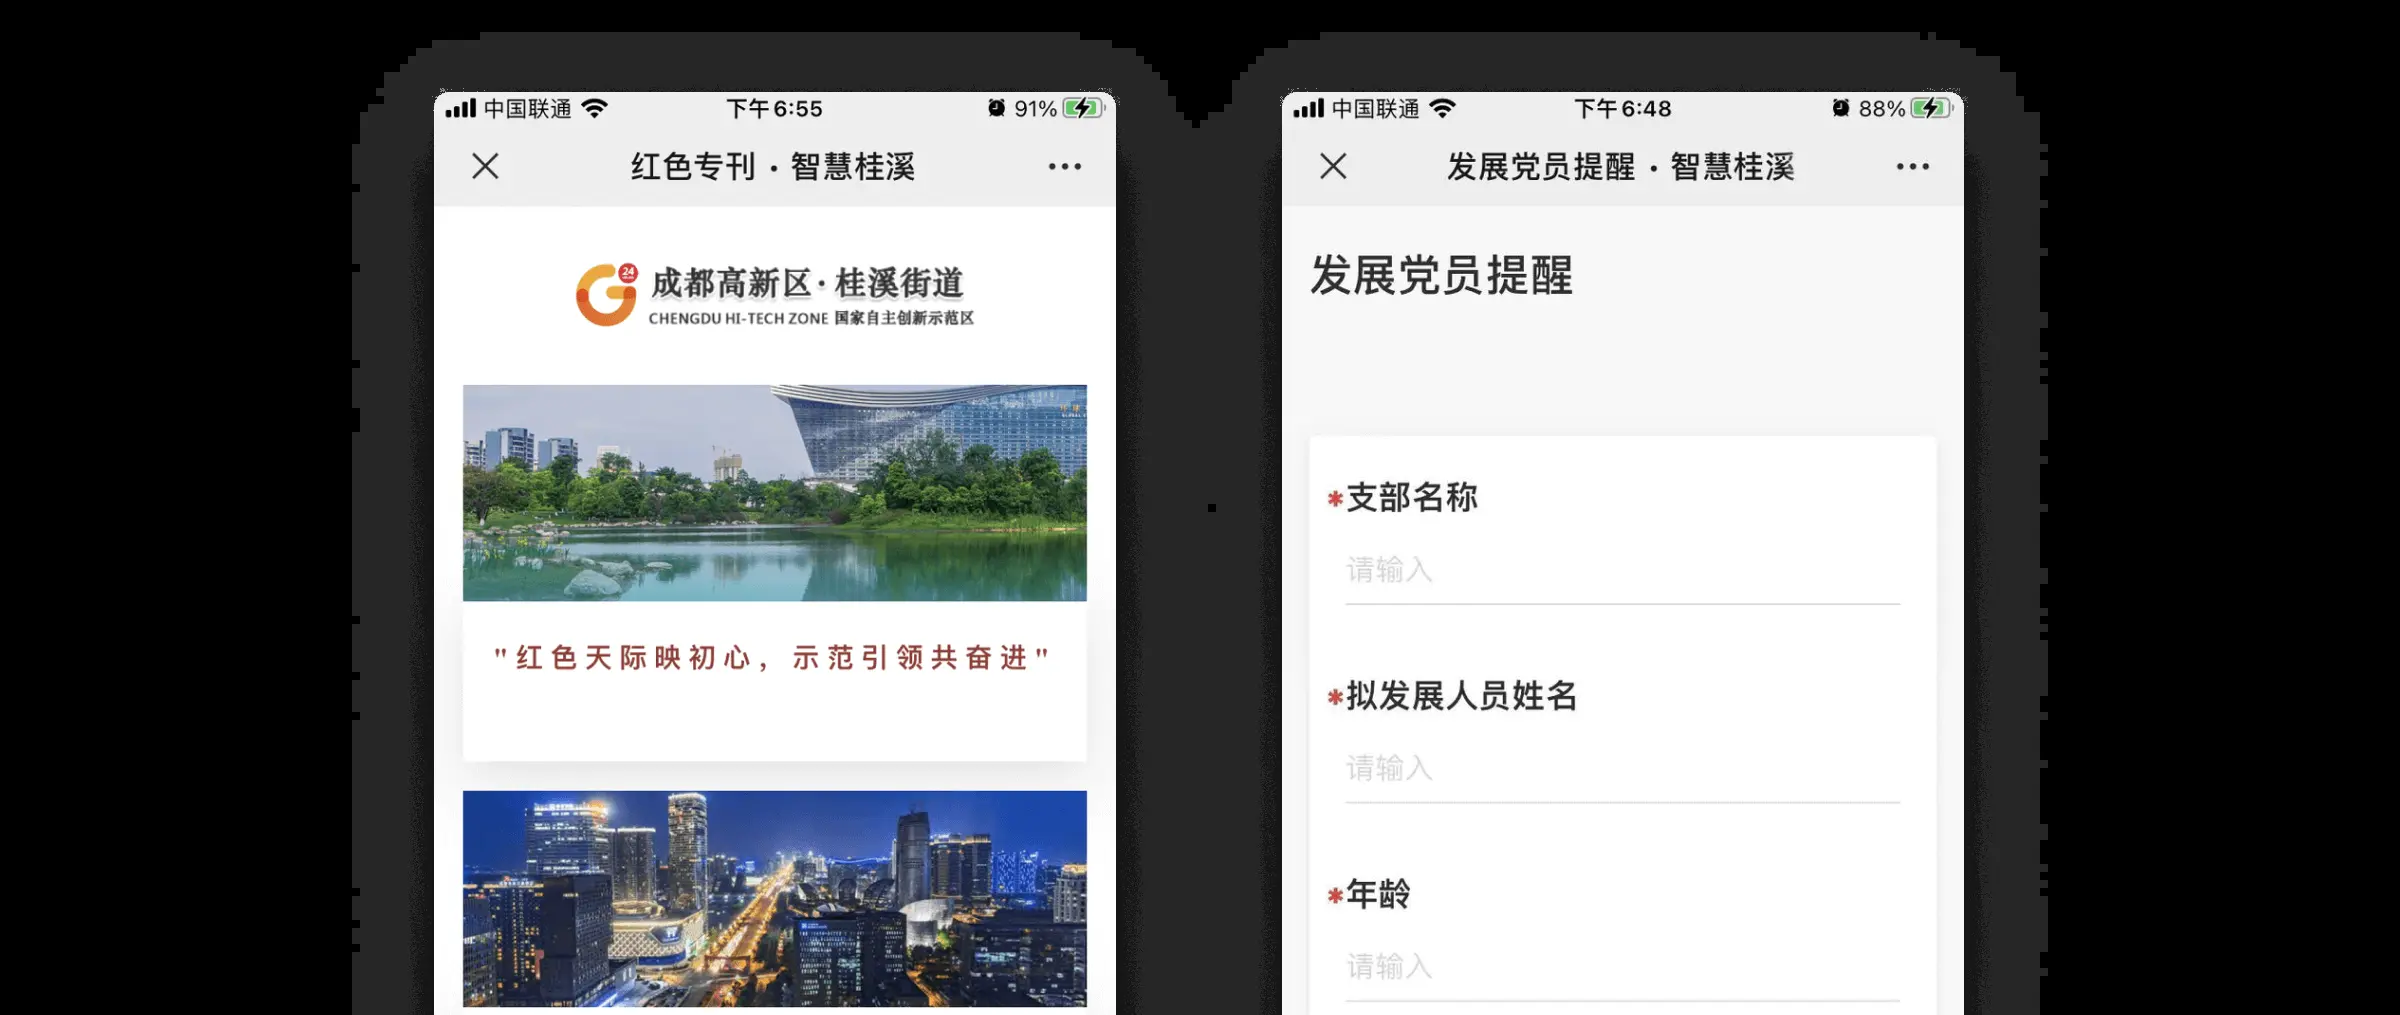 中国联通
下午6:55
91%
红色专刊·智慧桂溪
24
成都高新区·桂溪街道
CHENGDU HI-TECH ZONE 国家自主创新示范区
"红色天际映初心，示范引领共奋进"
中国联通
下午6:48
88%
发展党员提醒·智慧桂溪
发展党员提醒
*支部名称
请输入
*拟发展人员姓名
请输入
*年龄
请输入